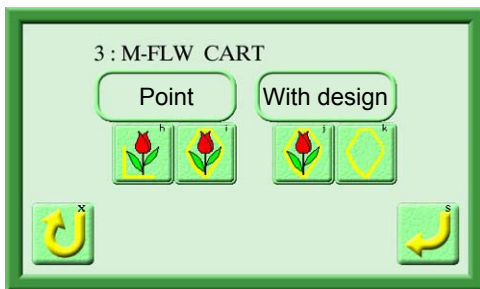 3 : M-FLW CART
Point With design
h i j k
x s